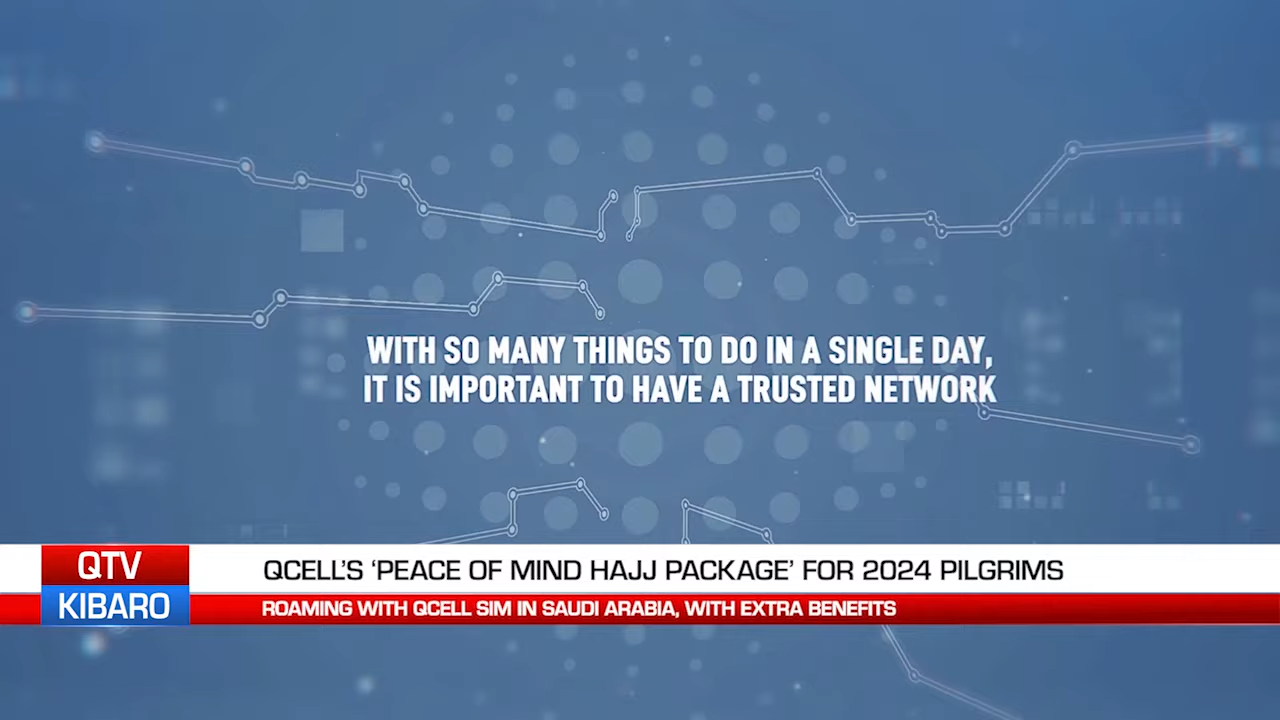 WITH SO MANY THINGS TO DO IN A SINGLE DAY,
IT IS IMPORTANT TO HAVE A TRUSTED NETWORK
QTV
KIBARO
QCELL'S ‘PEACE OF MIND HAJJ PACKAGE’ FOR 2024 PILGRIMS
ROAMING WITH QCELL SIM IN SAUDI ARABIA, WITH EXTRA BENEFITS